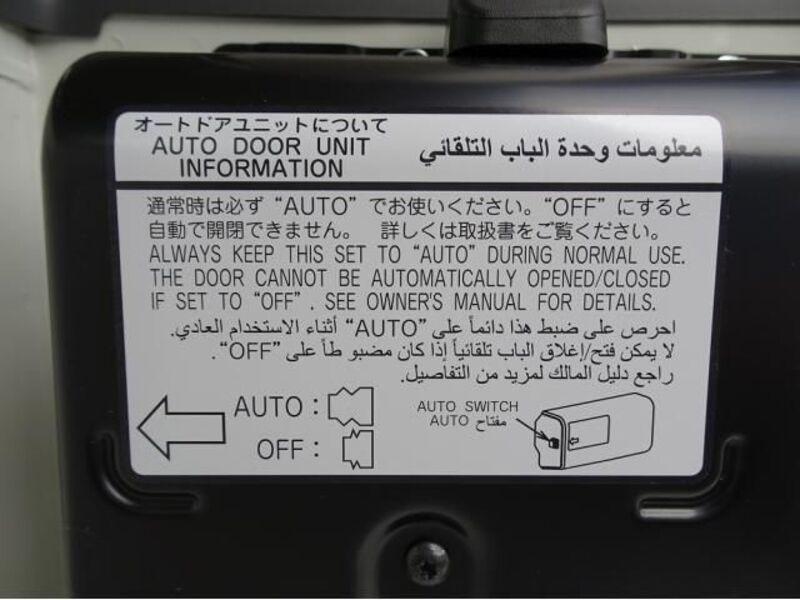 オートドアユニットについて
AUTO DOOR UNIT
INFORMATION
معلومات وحدة الباب التلقائي
通常時は必ず “AUTO” でお使いください。“OFF” にすると
自動で開閉できません。 詳しくは取扱書をご覧ください。
ALWAYS KEEP THIS SET TO “AUTO” DURING NORMAL USE.
THE DOOR CANNOT BE AUTOMATICALLY OPENED/CLOSED
IF SET TO “OFF” . SEE OWNER'S MANUAL FOR DETAILS.
احرص على ضبط هذا دائماً على “AUTO” أثناء الاستخدام العادي.
لا يمكن فتح/إغلاق الباب تلقائياً إذا كان مضبو طاً على “OFF”.
راجع دليل المالك لمزيد من التفاصيل.
AUTO :
OFF :
AUTO SWITCH
مفتاح AUTO